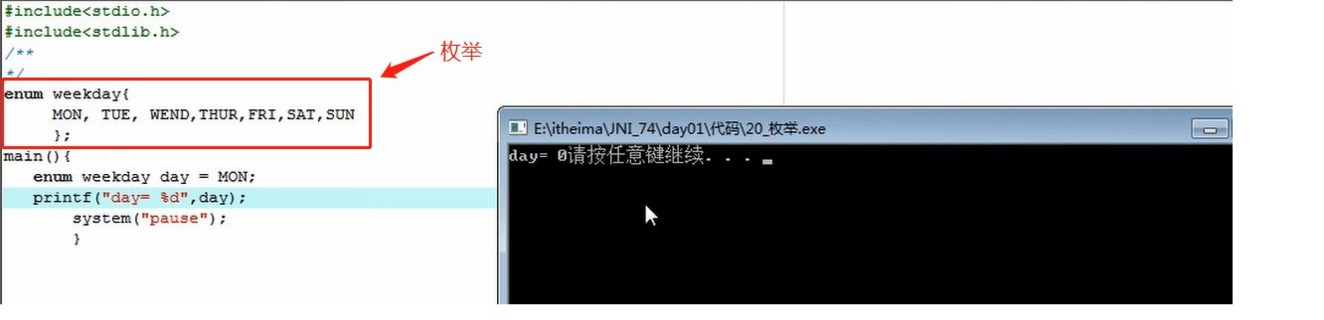 #include<stdio.h>
#include<stdlib.h>
/**
*/
枚举
enum weekday{
MON, TUE, WEND,THUR,FRI,SAT,SUN
};
main(){
enum weekday day = MON;
printf("day= %d",day);
system("pause");
}
E:\itheima\JNI_74\day01\代码\20_枚举.exe
day= 0请按任意键继续. . . _